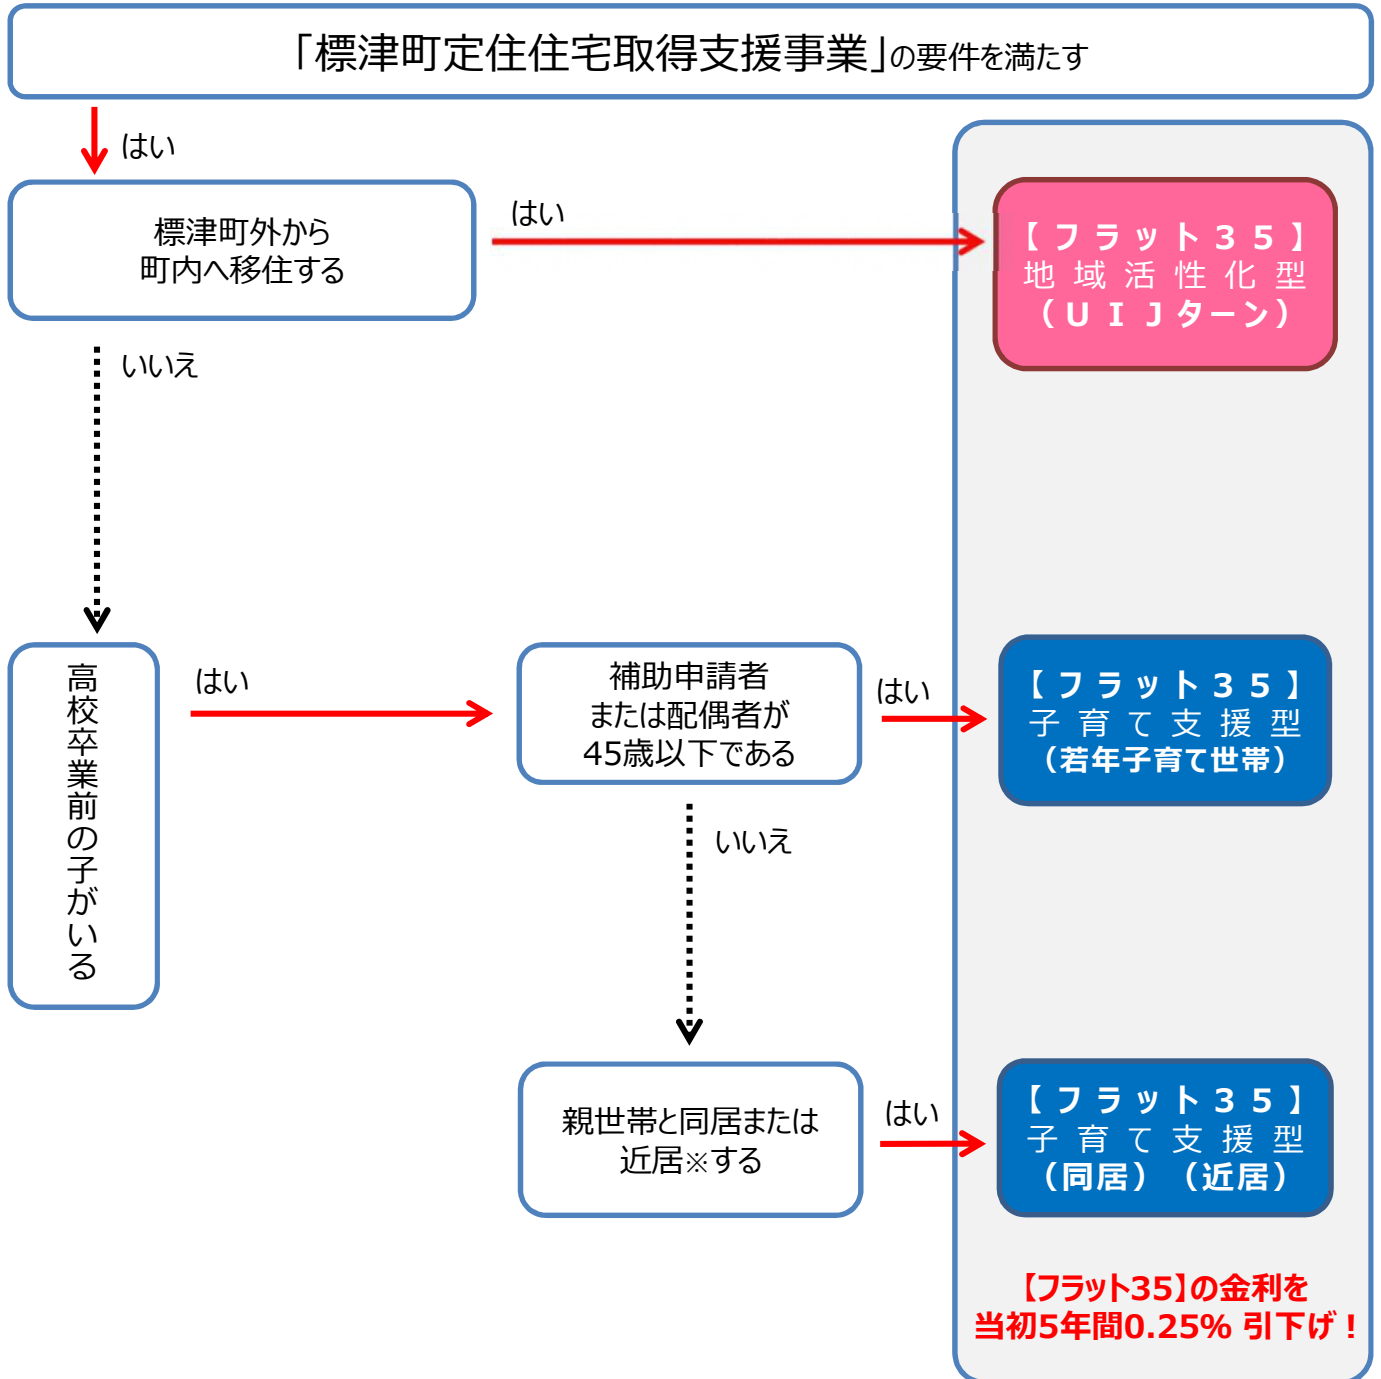 「標津町定住住宅取得支援事業」の要件を満たす
はい
標津町外から
町内へ移住する
はい
【フラット35】
地域活性化型
（UIJターン）
いいえ
高校卒業前の子がいる
はい
補助申請者
または配偶者が
45歳以下である
はい
【フラット35】
子育て支援型
（若年子育て世帯）
いいえ
親世帯と同居または
近居※する
はい
【フラット35】
子育て支援型
（同居）（近居）
【フラット35】の金利を
当初5年間0.25% 引下げ！